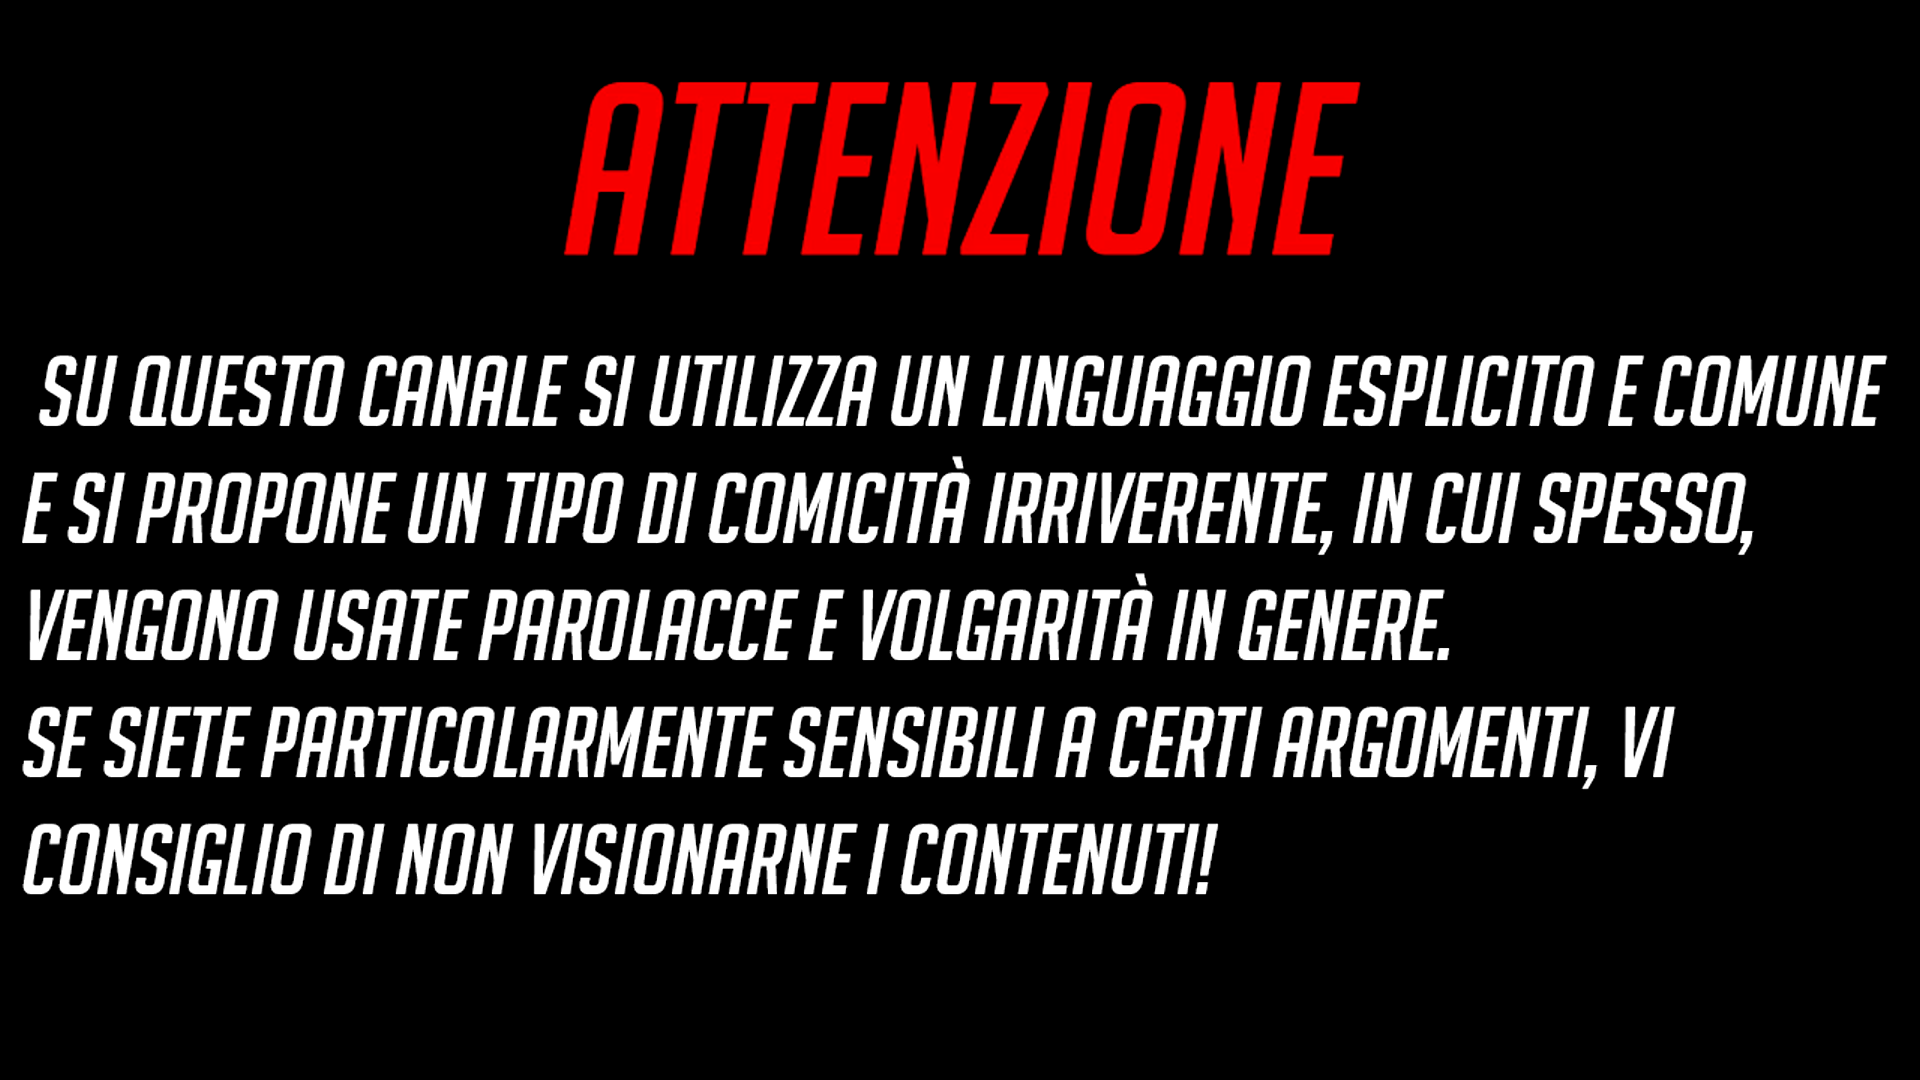 ATTENZIONE
SU QUESTO CANALE SI UTILIZZA UN LINGUAGGIO ESPLICITO E COMUNE
E SI PROPONE UN TIPO DI COMICITÀ IRRIVERENTE, IN CUI SPESSO,
VENGONO USATE PAROLACCE E VOLGARITÀ IN GENERE.
SE SIETE PARTICOLARMENTE SENSIBILI A CERTI ARGOMENTI, VI
CONSIGLIO DI NON VISIONARNE I CONTENUTI!